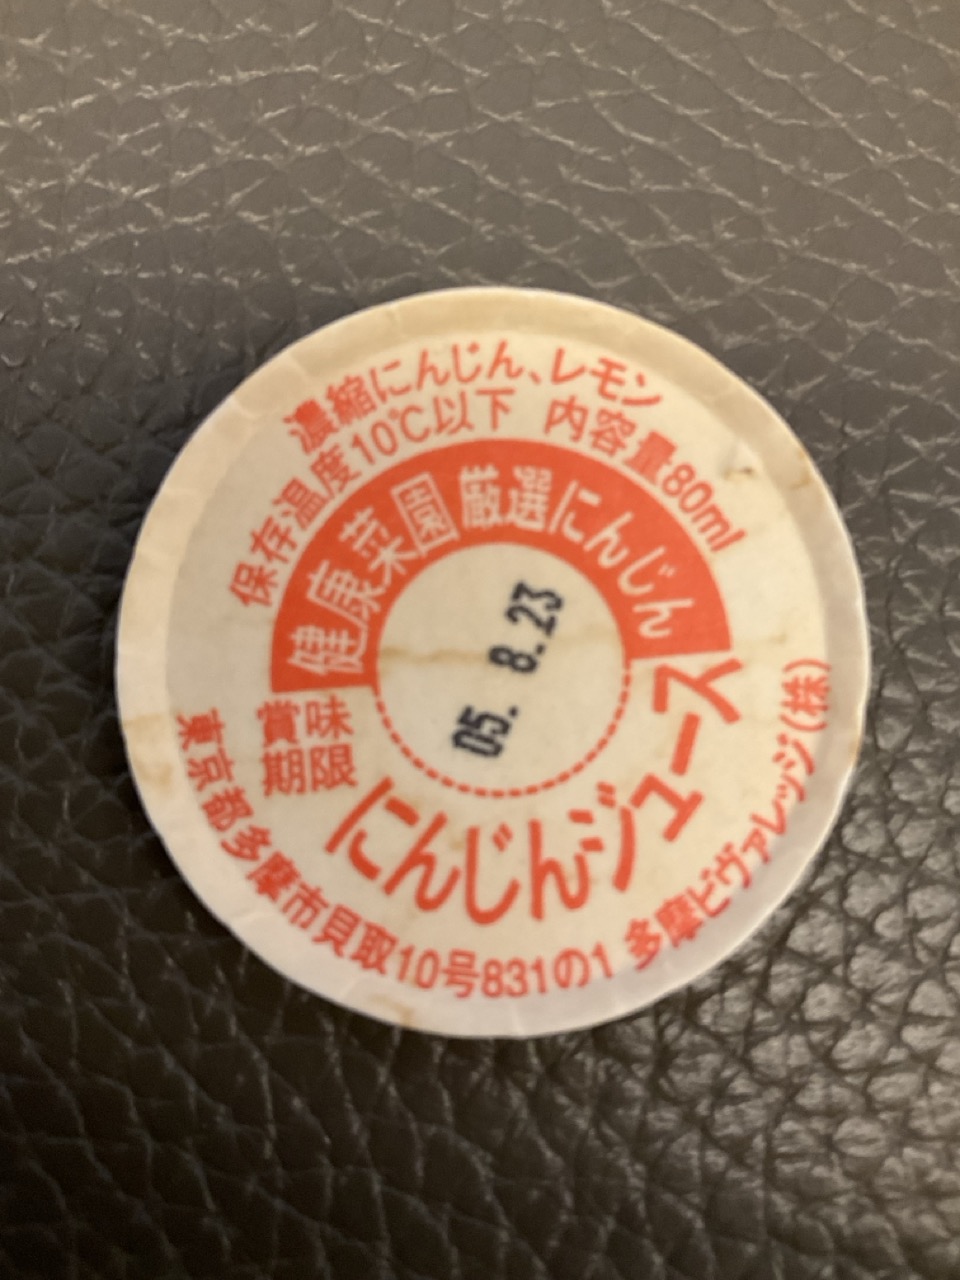 濃縮にんじん、レモン
保存温度10℃以下 内容量80ml
健康菜園 厳選にんじん
05. 8.23
賞味
期限
にんじんジュース
東京都多摩市貝取10号831の1 多摩ビヴァレッジ(株)